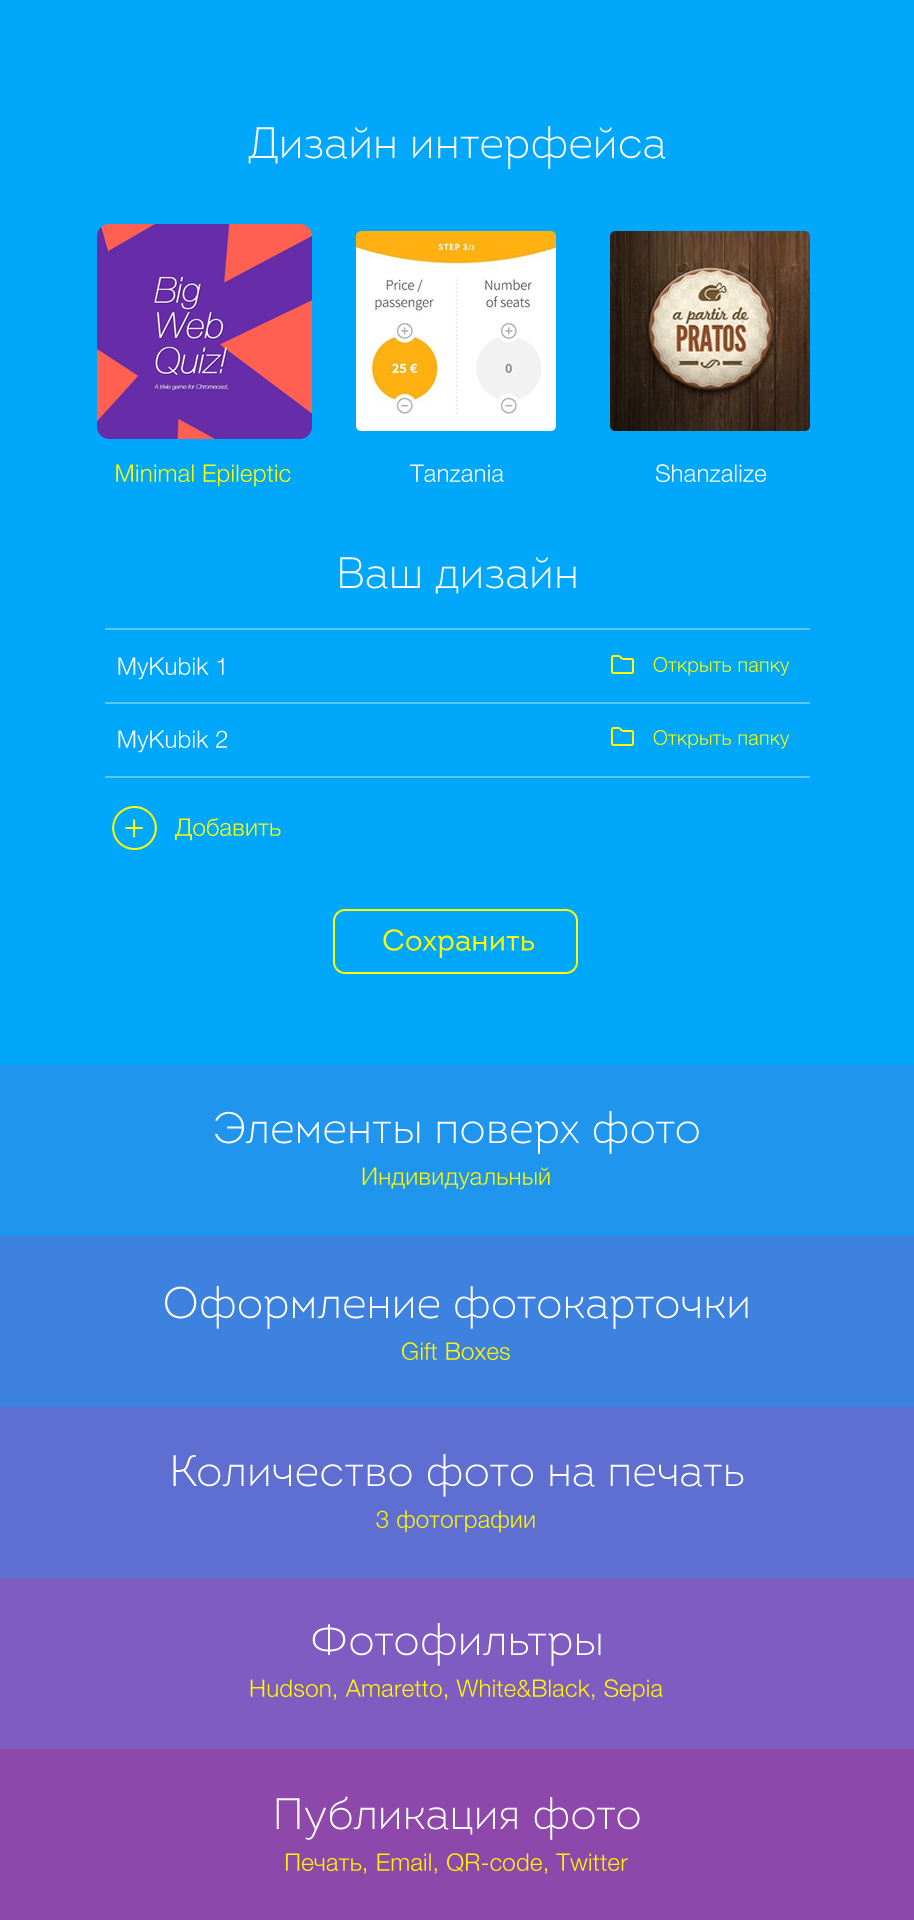 Дизайн интерфейса
Big
Web
Quiz!
A trivia game for Chromecast.
STEP 3/3
Price /
passenger
Number
of seats
25 €
0
a partir de
PRATOS
Minimal Epileptic
Tanzania
Shanzalize
Ваш дизайн
MyKubik 1
Открыть папку
MyKubik 2
Открыть папку
Добавить
Сохранить
Элементы поверх фото
Индивидуальный
Оформление фотокарточки
Gift Boxes
Количество фото на печать
3 фотографии
Фотофильтры
Hudson, Amaretto, White&Black, Sepia
Публикация фото
Печать, Email, QR-code, Twitter